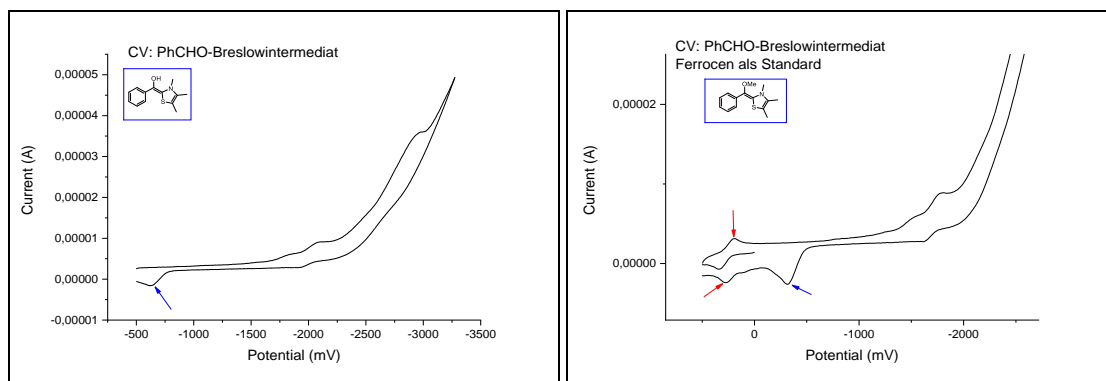 CV: PhCHO-Breslowintermediat
OH
N
S
0,00005
0,00004
0,00003
0,00002
0,00001
0,00000
-0,00001
Current (A)
-500 -1000 -1500 -2000 -2500 -3000 -3500
Potential (mV)
CV: PhCHO-Breslowintermediat
Ferrocen als Standard
OMe
N
S
0,00002
0,00000
Current (A)
0 -1000 -2000
Potential (mV)